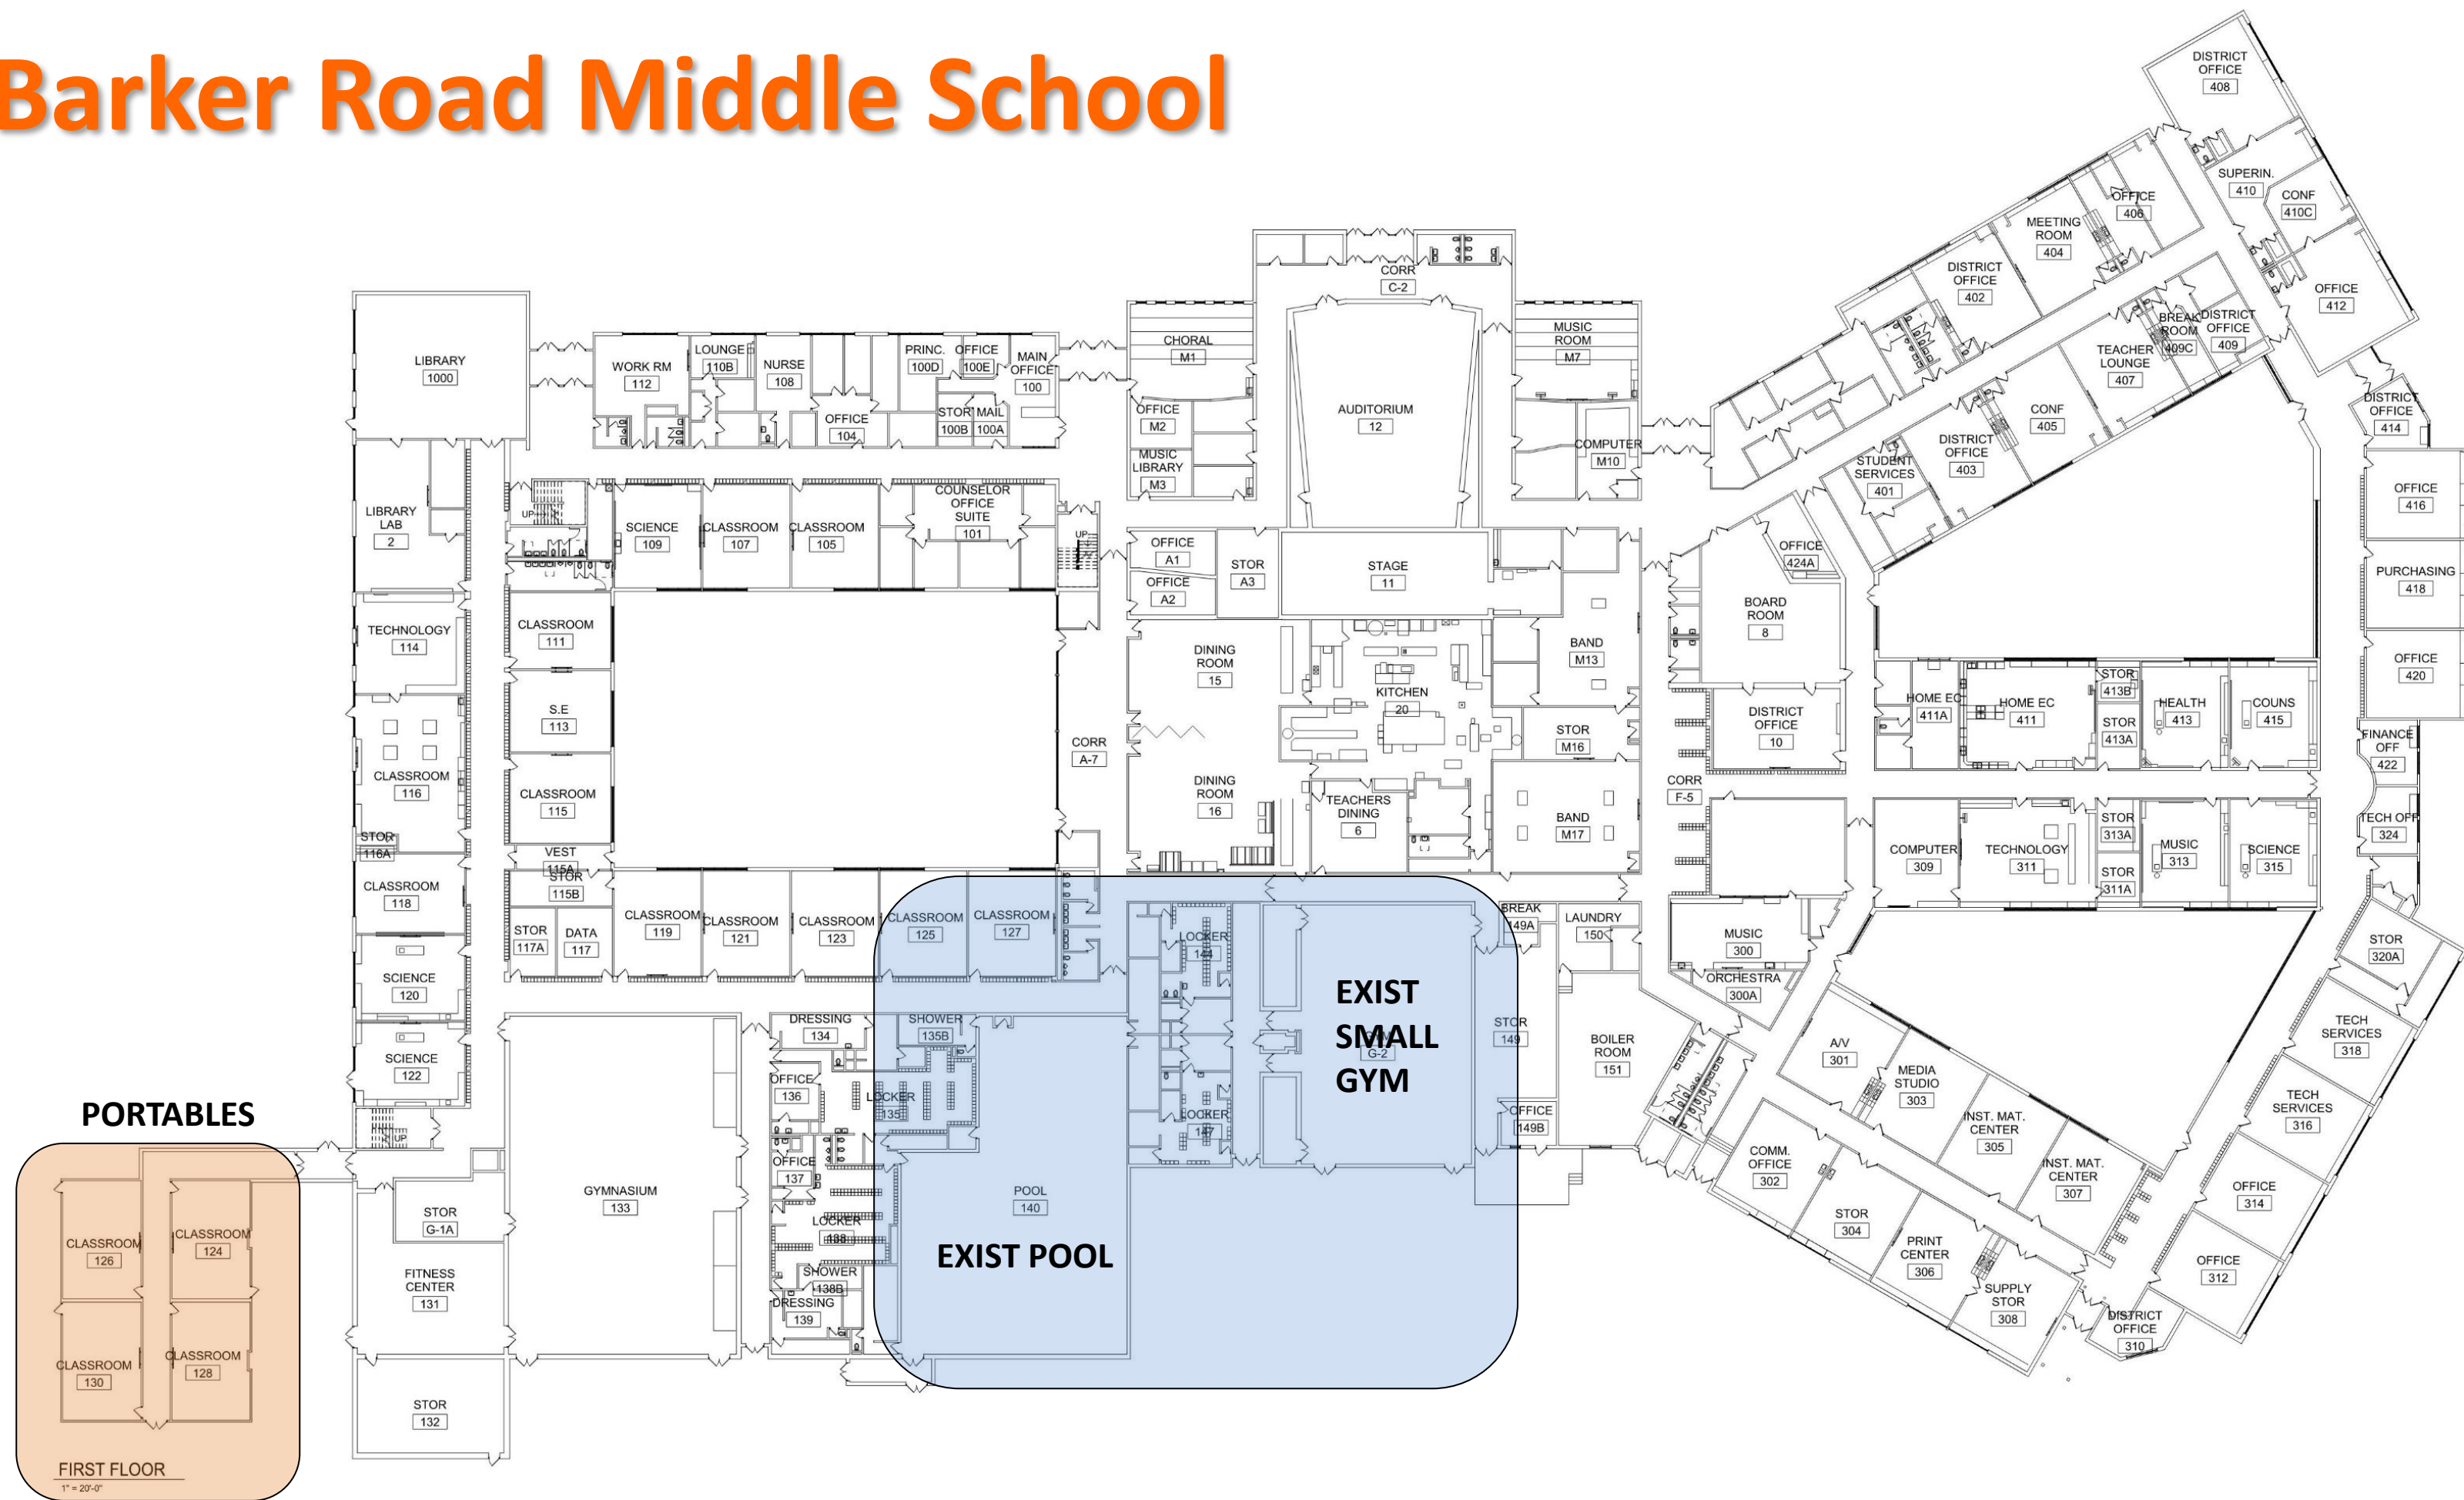 Barker Road Middle School
DISTRICT
OFFICE
408
SUPERIN.
410
CONF
410C
OFFICE
406
MEETING
ROOM
404
DISTRICT
OFFICE
402
OFFICE
412
BREAK
ROOM
409C
DISTRICT
OFFICE
409
TEACHER
LOUNGE
407
CONF
405
DISTRICT
OFFICE
403
STUDENT
SERVICES
401
DISTRICT
OFFICE
414
OFFICE
416
PURCHASING
418
OFFICE
420
FINANCE
OFF
422
TECH OFF
324
CORR
C-2
LIBRARY
1000
WORK RM
112
LOUNGE
110B
NURSE
108
PRINC.
100D
OFFICE
100E
MAIN
OFFICE
100
OFFICE
104
STOR
100B
MAIL
100A
CHORAL
M1
OFFICE
M2
MUSIC
LIBRARY
M3
AUDITORIUM
12
MUSIC
ROOM
M7
COMPUTER
M10
LIBRARY
LAB
2
UP
SCIENCE
109
CLASSROOM
107
CLASSROOM
105
COUNSELOR
OFFICE
SUITE
101
UP
OFFICE
A1
OFFICE
A2
STOR
A3
STAGE
11
OFFICE
424A
BOARD
ROOM
8
TECHNOLOGY
114
CLASSROOM
111
S.E
113
CLASSROOM
115
CLASSROOM
116
STOR
116A
VEST
115A
STOR
115B
CORR
A-7
DINING
ROOM
15
DINING
ROOM
16
KITCHEN
20
TEACHERS
DINING
6
BAND
M13
STOR
M16
BAND
M17
DISTRICT
OFFICE
10
CORR
F-5
HOME EC
411A
HOME EC
411
STOR
413B
STOR
413A
HEALTH
413
COUNS
415
COMPUTER
309
TECHNOLOGY
311
STOR
313A
STOR
311A
MUSIC
313
SCIENCE
315
CLASSROOM
118
STOR
117A
DATA
117
CLASSROOM
119
CLASSROOM
121
CLASSROOM
123
CLASSROOM
125
CLASSROOM
127
LOCKER
144
BREAK
149A
LAUNDRY
150
MUSIC
300
ORCHESTRA
300A
STOR
320A
SCIENCE
120
SCIENCE
122
UP
DRESSING
134
SHOWER
135B
OFFICE
136
LOCKER
135
OFFICE
137
LOCKER
138
SHOWER
138B
DRESSING
139
GYMNASIUM
133
POOL
140
EXIST POOL
LOCKER
147
EXIST
SMALL
GYM
GYM
G-2
STOR
149
OFFICE
149B
BOILER
ROOM
151
A/V
301
MEDIA
STUDIO
303
INST. MAT.
CENTER
305
INST. MAT.
CENTER
307
COMM.
OFFICE
302
STOR
304
PRINT
CENTER
306
SUPPLY
STOR
308
DISTRICT
OFFICE
310
OFFICE
312
OFFICE
314
TECH
SERVICES
316
TECH
SERVICES
318
PORTABLES
CLASSROOM
126
CLASSROOM
124
CLASSROOM
130
CLASSROOM
128
STOR
G-1A
FITNESS
CENTER
131
STOR
132
FIRST FLOOR
1" = 20'-0"